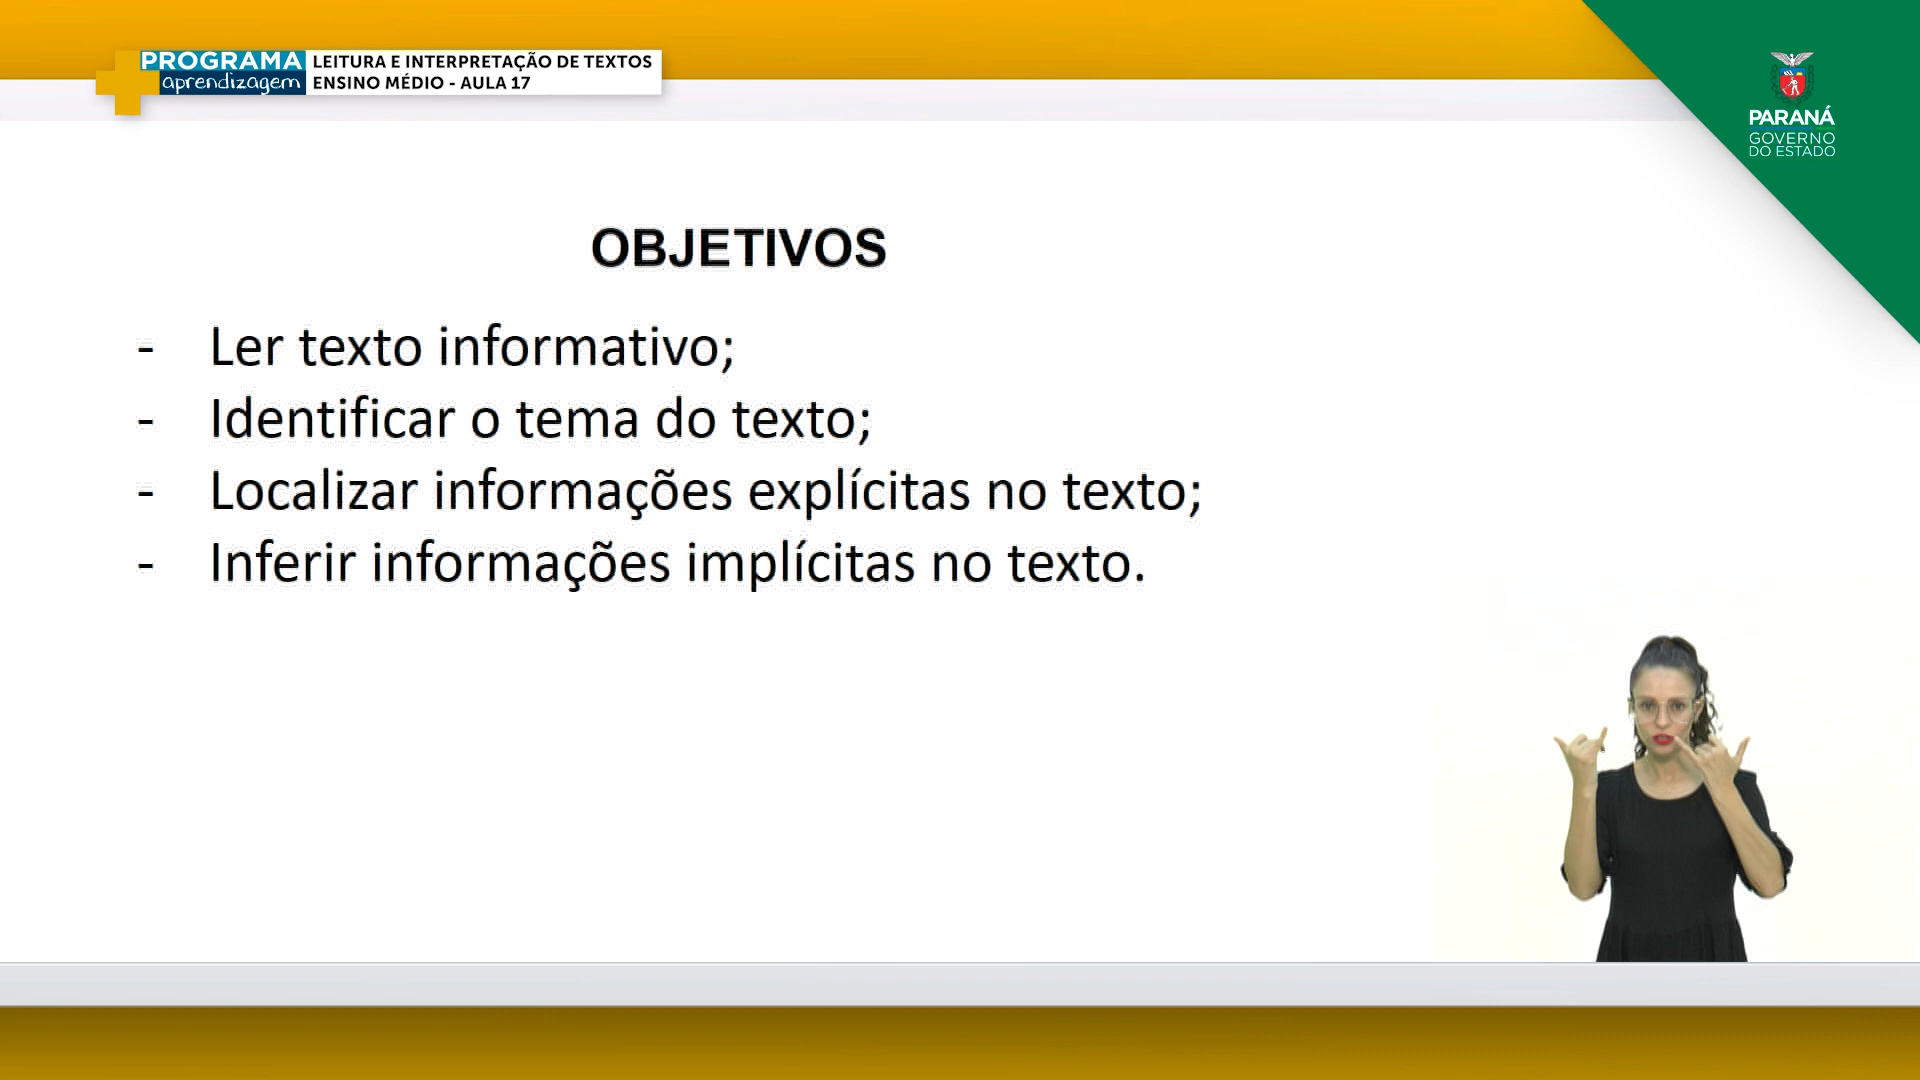 PROGRAMA
aprendizagem
LEITURA E INTERPRETAÇÃO DE TEXTOS
ENSINO MÉDIO - AULA 17
PARANÁ
GOVERNO
DO ESTADO
OBJETIVOS
- Ler texto informativo;
- Identificar o tema do texto;
- Localizar informações explícitas no texto;
- Inferir informações implícitas no texto.